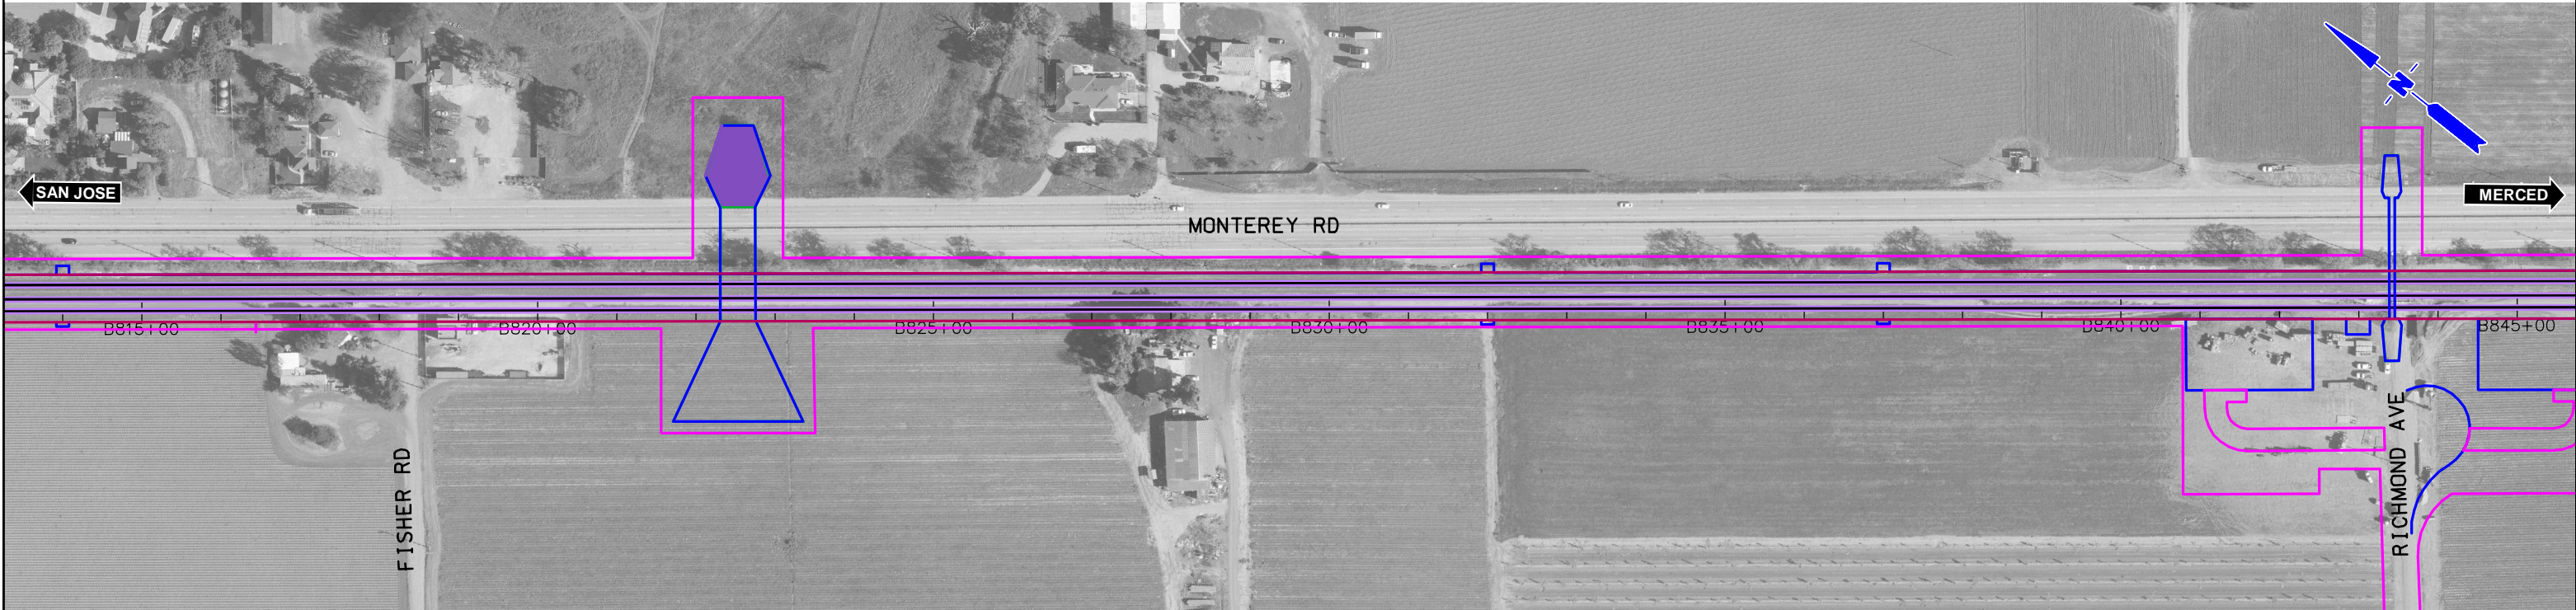 N
SAN JOSE
MERCED
MONTEREY RD
B815+00
B820+00
B825+00
B830+00
B835+00
B840+00
B845+00
FISHER RD
RICHMOND AVE